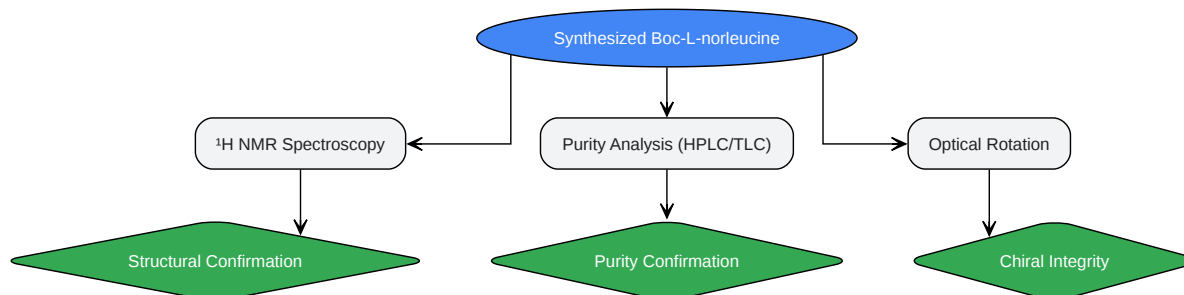 Synthesized Boc-L-norleucine
¹H NMR Spectroscopy
Purity Analysis (HPLC/TLC)
Optical Rotation
Structural Confirmation
Purity Confirmation
Chiral Integrity